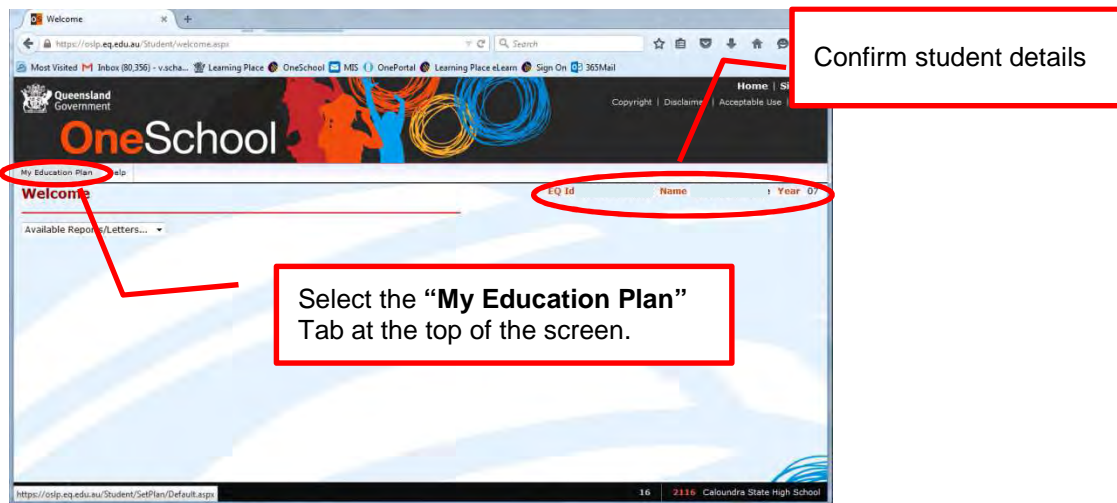 Welcome
https://oslp.eq.edu.au/Student/welcome.aspx
Search
Most Visited Inbox (80,356) - v.scha... Learning Place OneSchool MIS OnePortal Learning Place eLearn Sign On 365Mail
Confirm student details
Queensland
Government
Home |
Copyright | Disclaimer | Acceptable Use |
OneSchool
My Education Plan
Welcome
EQ Id Name Year 07
Available Reports/Letters...
Select the “My Education Plan”
Tab at the top of the screen.
https://oslp.eq.edu.au/Student/SetPlan/Default.aspx
16 2116 Caloundra State High School